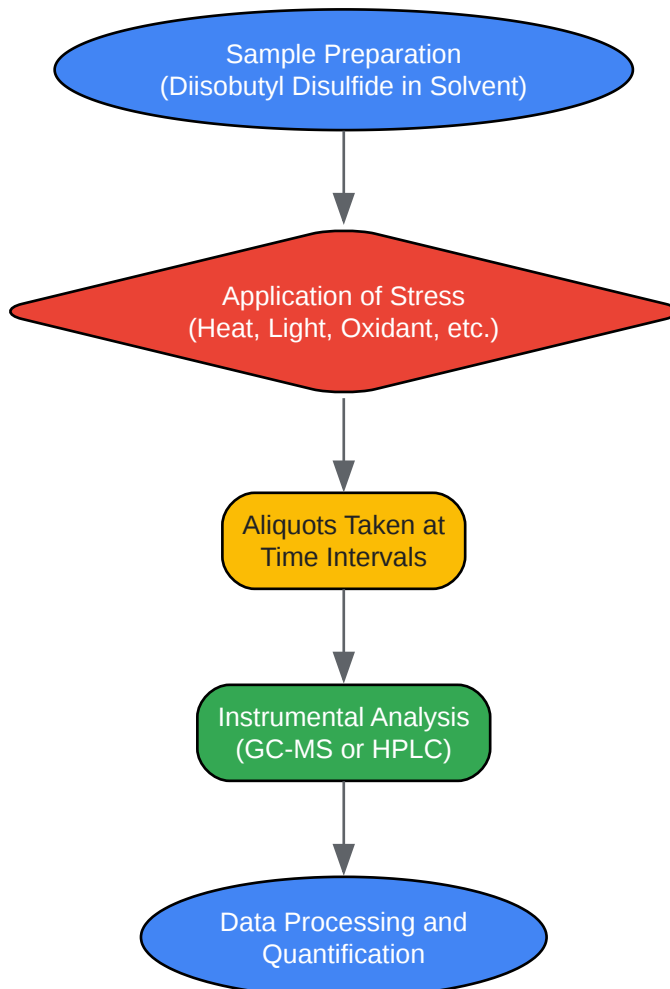 Sample Preparation
(Diisobutyl Disulfide in Solvent)
Application of Stress
(Heat, Light, Oxidant, etc.)
Aliquots Taken at
Time Intervals
Instrumental Analysis
(GC-MS or HPLC)
Data Processing and
Quantification